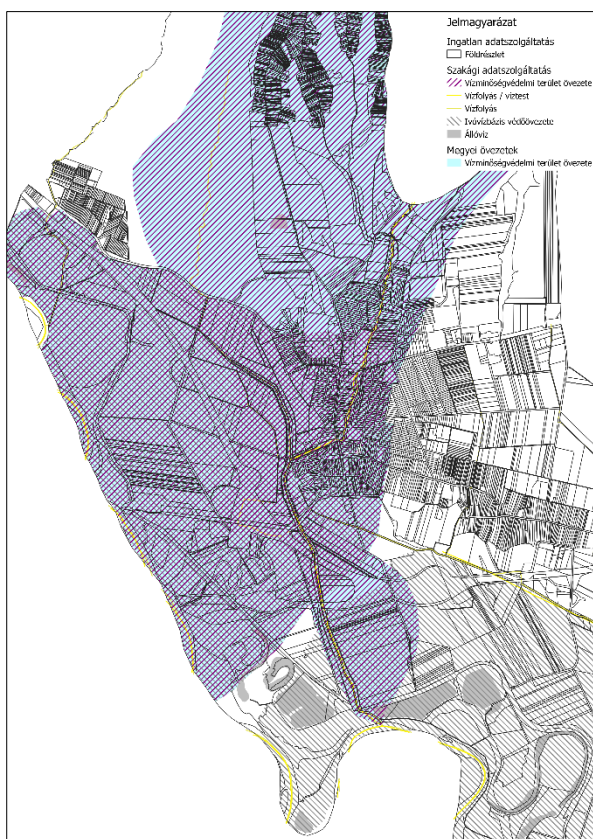 Jelmagyarázat
Ingatlan adatszolgáltatás
Földrészlet
Szakági adatszolgáltatás
Vízminőségvédelmi terület övezete
Vízfolyás / víztest
Vízfolyás
Ivóvízbázis védőövezete
Állóvíz
Megyei övezetek
Vízminőségvédelmi terület övezete